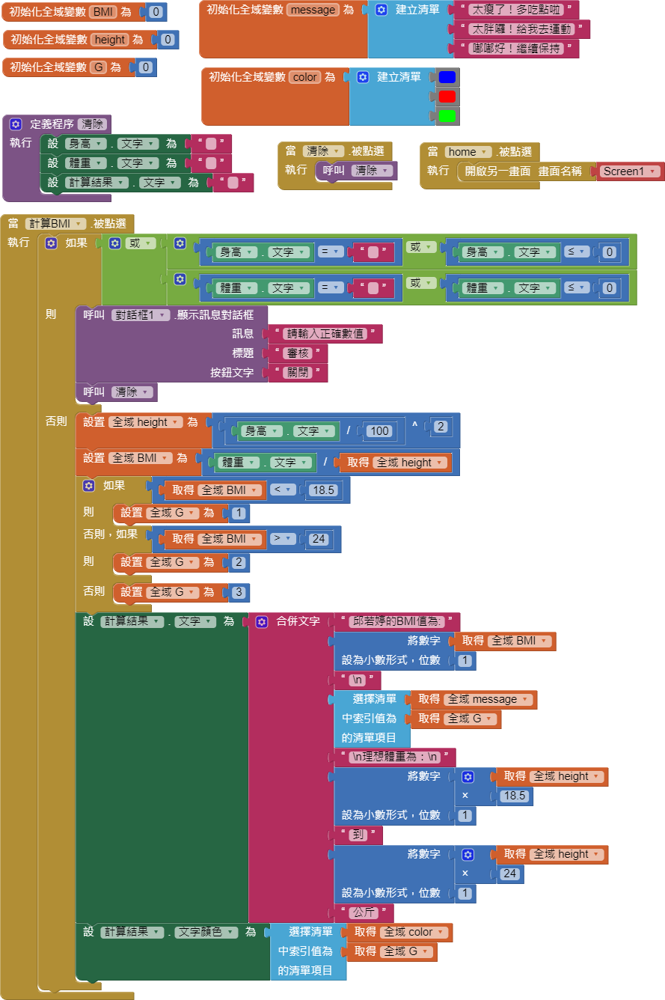 初始化全域變數 BMI 為 0
初始化全域變數 height 為 0
初始化全域變數 G 為 0
初始化全域變數 message 為 建立清單 “ 太瘦了！多吃點啦 ”
“ 太胖囉！給我去運動 ”
“ 嘟嘟好！繼續保持 ”
初始化全域變數 color 為 建立清單
定義程序 清除
執行 設 身高 . 文字 為 “ ”
設 體重 . 文字 為 “ ”
設 計算結果 . 文字 為 “ ”
當 清除 .被點選
執行 呼叫 清除
當 home .被點選
執行 開啟另一畫面 畫面名稱 Screen1
當 計算BMI .被點選
執行 如果 或 身高 . 文字 = “ ” 或 身高 . 文字 ≤ 0
體重 . 文字 = “ ” 或 體重 . 文字 ≤ 0
則 呼叫 對話框1 .顯示訊息對話框
訊息 “ 請輸入正確數值 ”
標題 “ 審核 ”
按鈕文字 “ 關閉 ”
呼叫 清除
否則 設置 全域 height 為 身高 . 文字 / 100 ^ 2
設置 全域 BMI 為 體重 . 文字 / 取得 全域 height
如果 取得 全域 BMI < 18.5
則 設置 全域 G 為 1
否則，如果 取得 全域 BMI > 24
則 設置 全域 G 為 2
否則 設置 全域 G 為 3
設 計算結果 . 文字 為 合併文字 “ 邱若婷的BMI值為: ”
將數字 取得 全域 BMI
設為小數形式，位數 1
“ \n ”
選擇清單 取得 全域 message
中索引值為 取得 全域 G
的清單項目
“ \n理想體重為：\n ”
將數字 取得 全域 height
× 18.5
設為小數形式，位數 1
“ 到 ”
將數字 取得 全域 height
× 24
設為小數形式，位數 1
“ 公斤 ”
設 計算結果 . 文字顏色 為 選擇清單 取得 全域 color
中索引值為 取得 全域 G
的清單項目